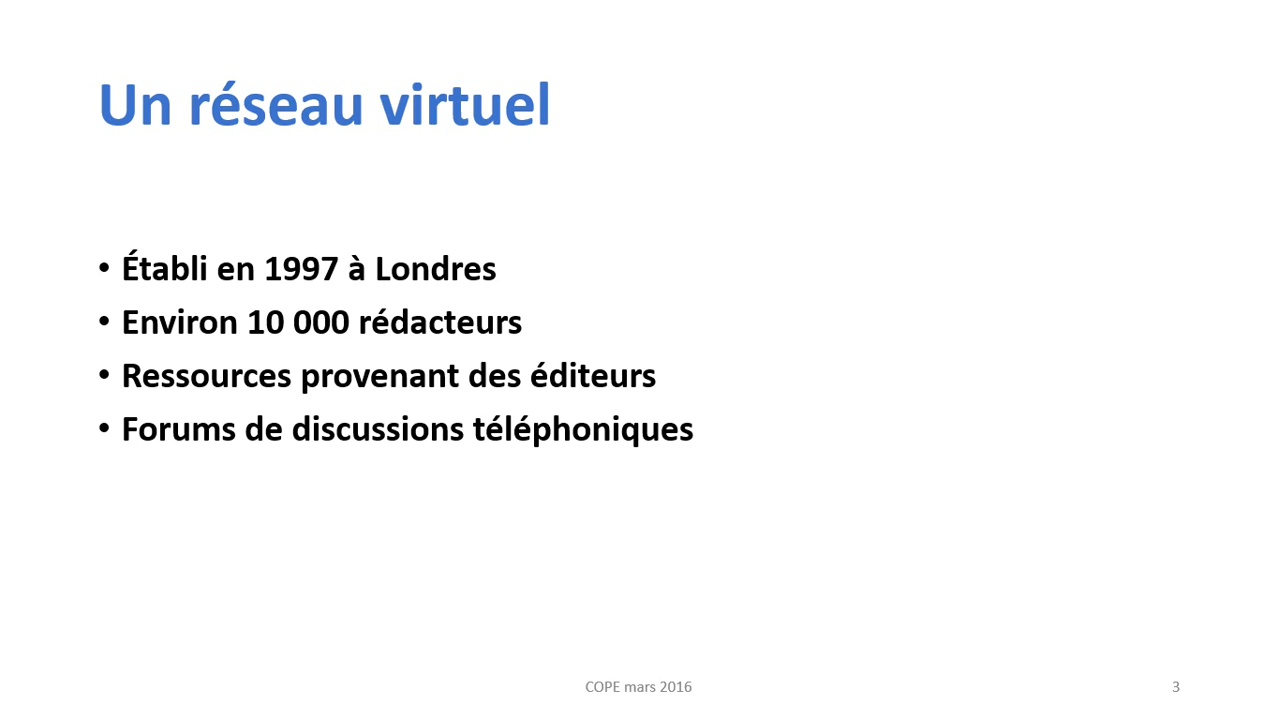 Un réseau virtuel
• Établi en 1997 à Londres
• Environ 10 000 rédacteurs
• Ressources provenant des éditeurs
• Forums de discussions téléphoniques
COPE mars 2016
3